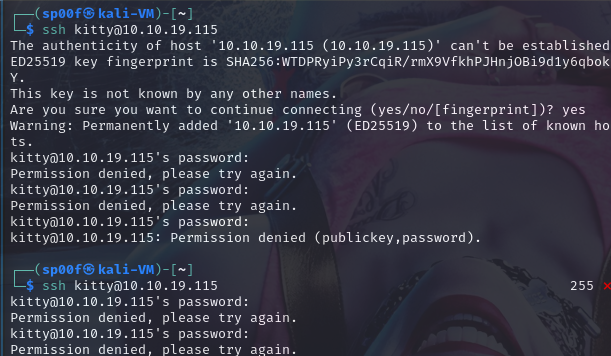 ┌──(sp00f㉿kali-VM)-[~]
└─$ ssh kitty@10.10.19.115
The authenticity of host '10.10.19.115 (10.10.19.115)' can't be established
ED25519 key fingerprint is SHA256:WTDPRyiPy3rCqiR/rmX9VfkhPJHnjOBi9d1y6qbok
Y.
This key is not known by any other names.
Are you sure you want to continue connecting (yes/no/[fingerprint])? yes
Warning: Permanently added '10.10.19.115' (ED25519) to the list of known ho
ts.
kitty@10.10.19.115's password:
Permission denied, please try again.
kitty@10.10.19.115's password:
Permission denied, please try again.
kitty@10.10.19.115's password:
kitty@10.10.19.115: Permission denied (publickey,password).
┌──(sp00f㉿kali-VM)-[~]
└─$ ssh kitty@10.10.19.115 255 ⨯
kitty@10.10.19.115's password:
Permission denied, please try again.
kitty@10.10.19.115's password:
Permission denied, please try again.